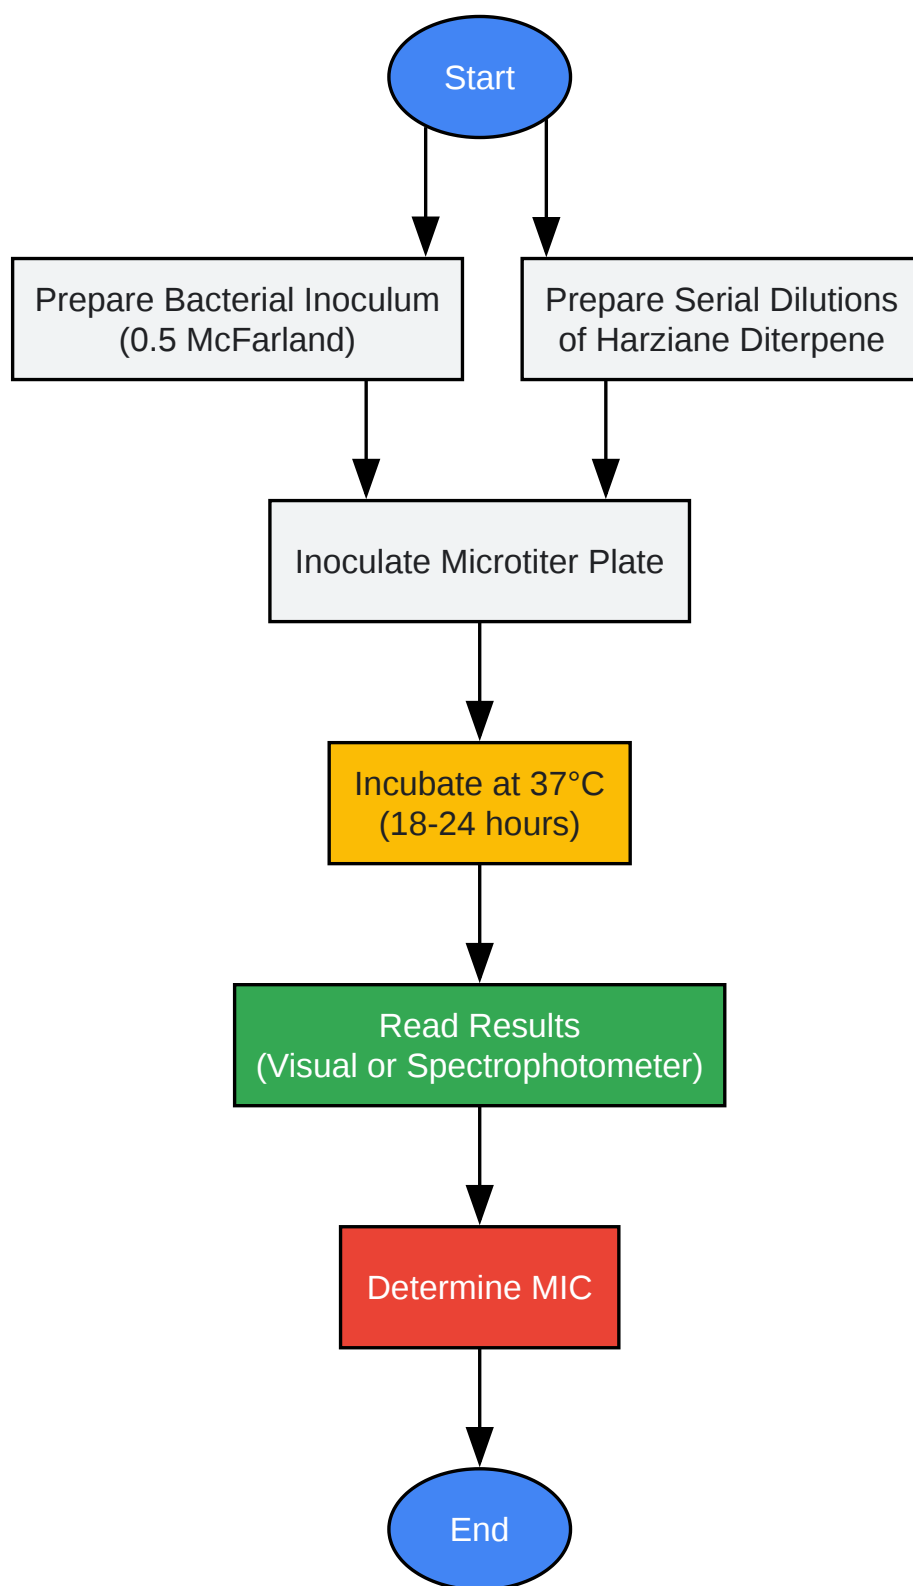 Start
Prepare Bacterial Inoculum
(0.5 McFarland)
Prepare Serial Dilutions
of Harziane Diterpene
Inoculate Microtiter Plate
Incubate at 37°C
(18-24 hours)
Read Results
(Visual or Spectrophotometer)
Determine MIC
End